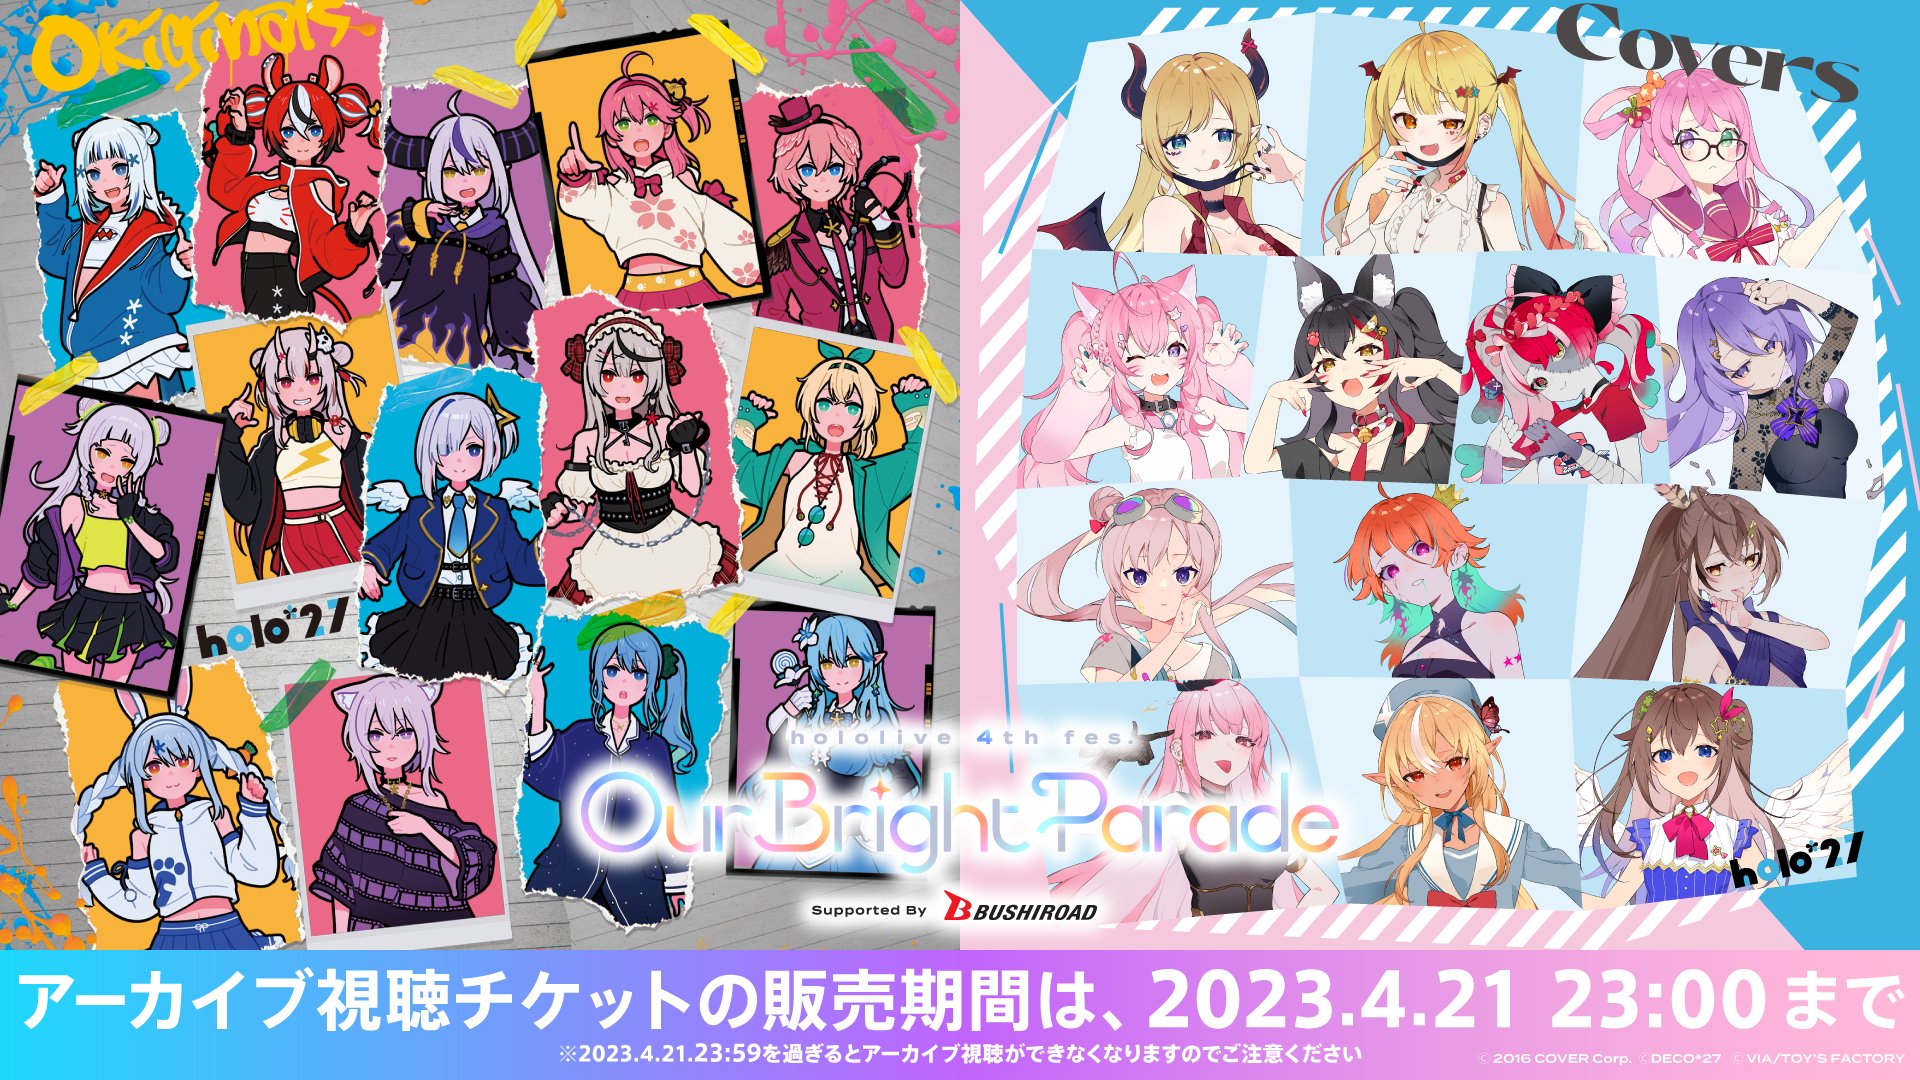 Originals
Covers
holo*27
hololive 4th fes.
Our Bright Parade
Supported By BUSHIROAD
holo*27
アーカイブ視聴チケットの販売期間は、2023.4.21 23:00まで
※2023.4.21.23:59を過ぎるとアーカイブ視聴ができなくなりますのでご注意ください
© 2016 COVER Corp. ©DECO*27 © VIA/TOY'S FACTORY